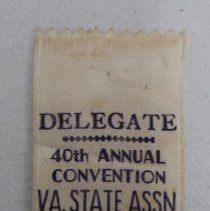 DELEGATE
40th ANNUAL
CONVENTION
VA. STATE ASSN